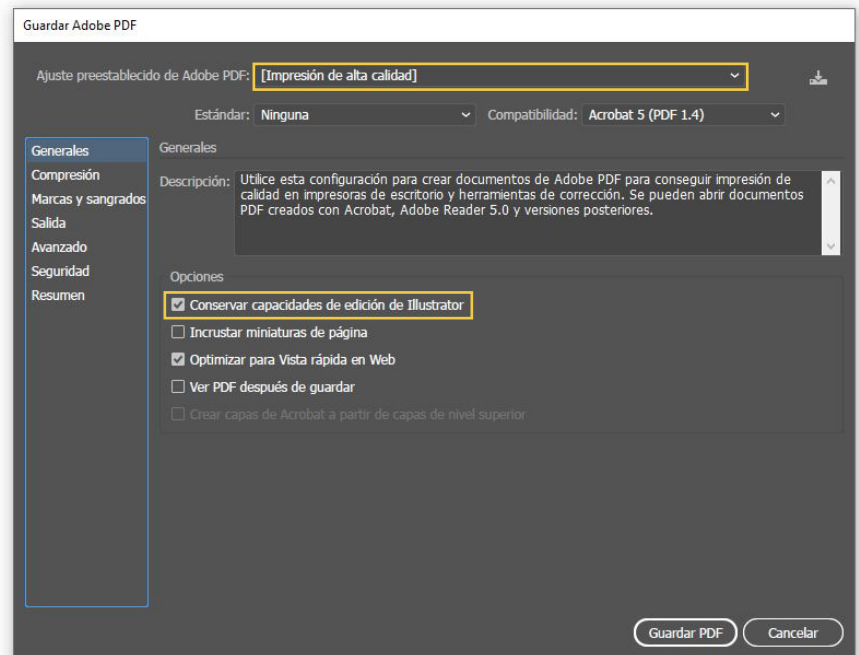 Guardar Adobe PDF
Ajuste preestablecido de Adobe PDF: [Impresión de alta calidad]
Estándar: Ninguna Compatibilidad: Acrobat 5 (PDF 1.4)
Generales
Compresión
Marcas y sangrados
Salida
Avanzado
Seguridad
Resumen
Generales
Descripción: Utilice esta configuración para crear documentos de Adobe PDF para conseguir impresión de
calidad en impresoras de escritorio y herramientas de corrección. Se pueden abrir documentos
PDF creados con Acrobat, Adobe Reader 5.0 y versiones posteriores.
Opciones
Conservar capacidades de edición de Illustrator
Incrustar miniaturas de página
Optimizar para Vista rápida en Web
Ver PDF después de guardar
Crear capas de Acrobat a partir de capas de nivel superior
Guardar PDF Cancelar